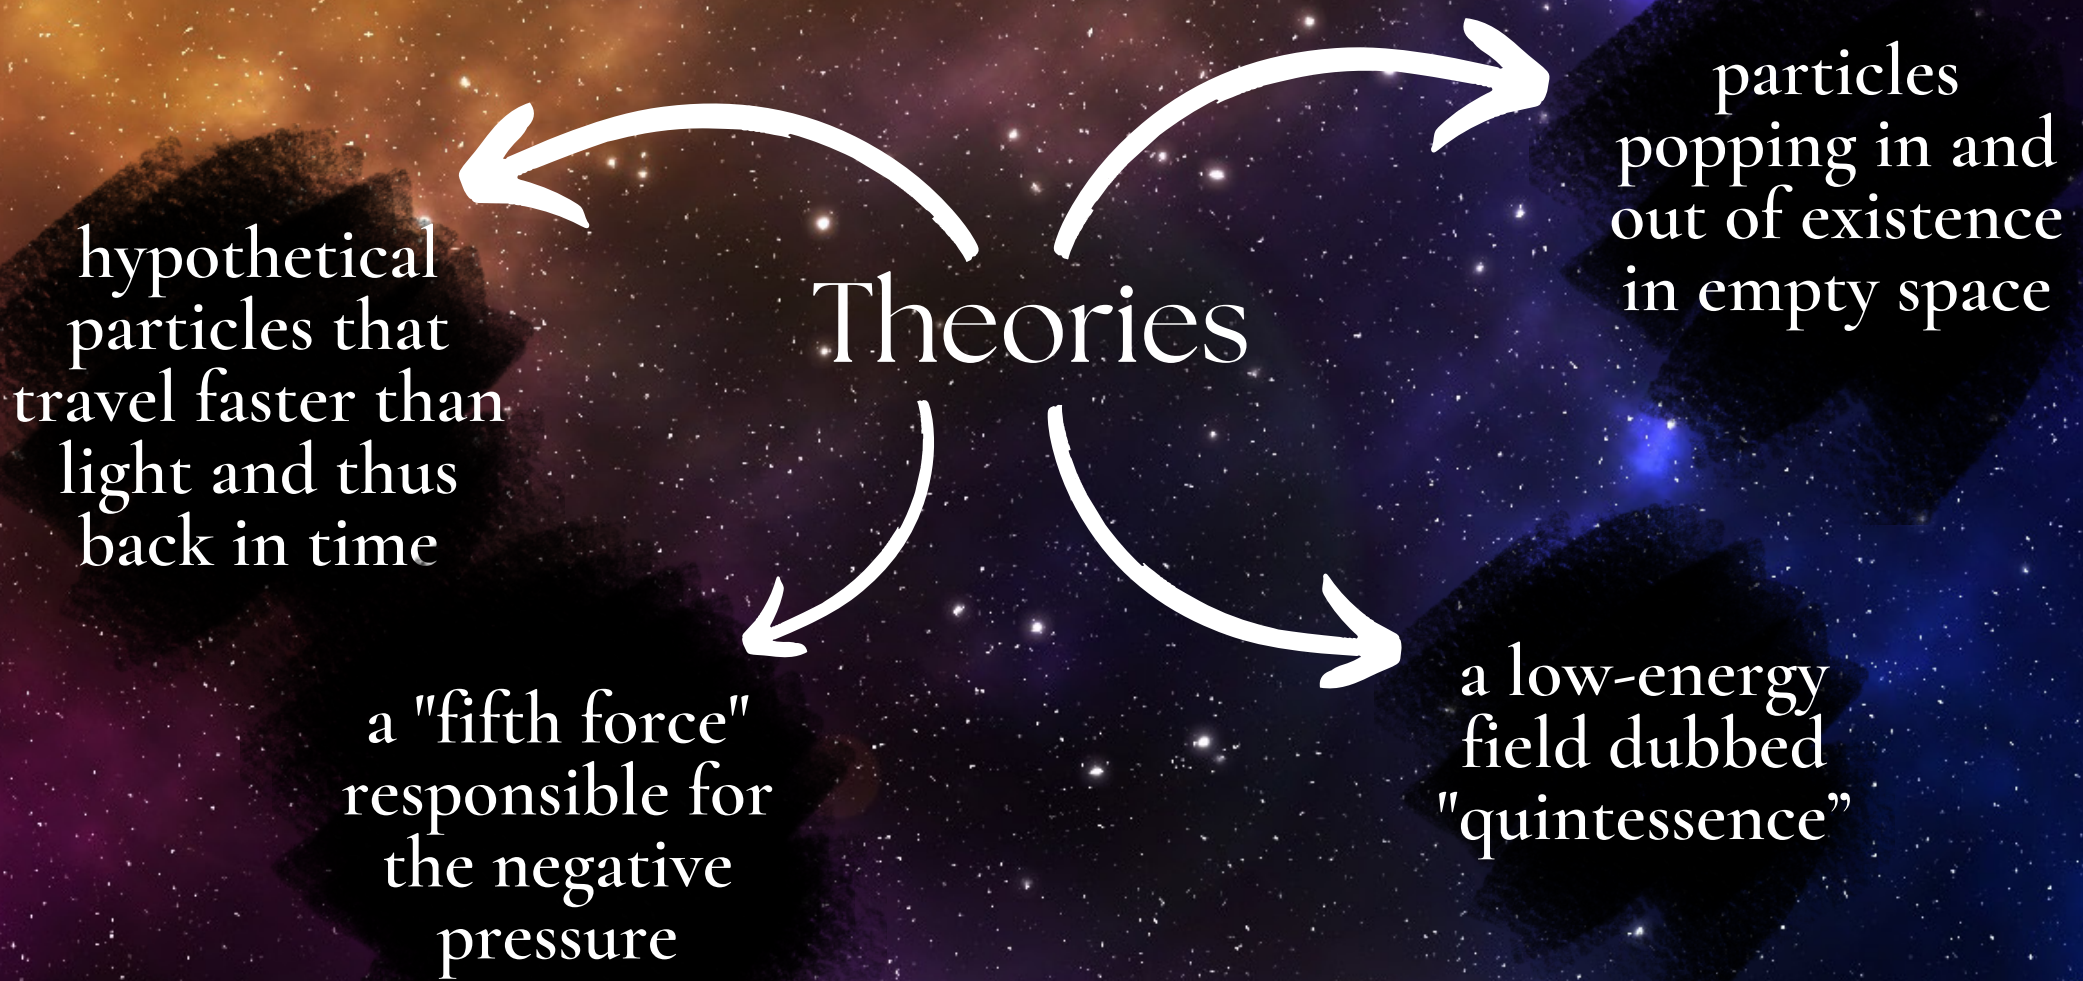 Theories
hypothetical
particles that
travel faster than
light and thus
back in time
particles
popping in and
out of existence
in empty space
a "fifth force"
responsible for
the negative
pressure
a low-energy
field dubbed
"quintessence”